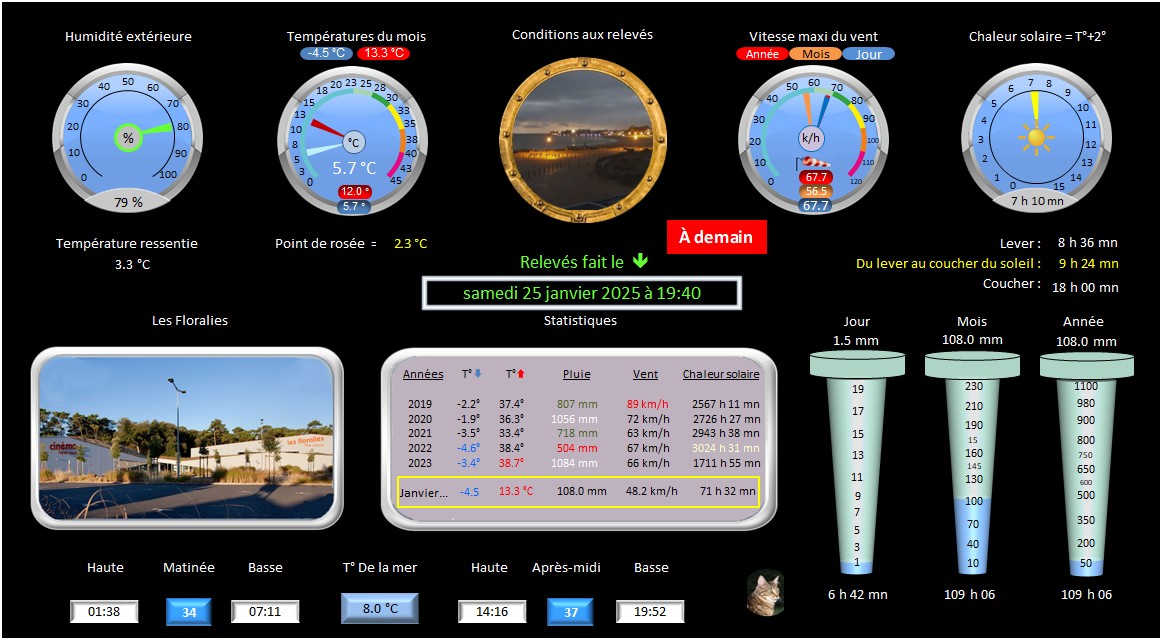 Humidité extérieure
Températures du mois
Conditions aux relevés
Vitesse maxi du vent
Chaleur solaire = T°+2°
-4.5 °C 13.3 °C
Année Mois Jour
0 10 20 30 40 50 60 70 80 90 100
%
79 %
0 3 5 8 10 13 15 18 20 23 25 28 30 33 35 38 40 43 45
°C
5.7 °C
12.0 °
5.7 °
0 10 20 30 40 50 60 70 80 90 100 110 120
k/h
67.7
56.5
67.7
0 1 2 3 4 5 6 7 8 9 10 11 12 13 14 15
7 h 10 mn
À demain
Température ressentie
3.3 °C
Point de rosée = 2.3 °C
Relevés fait le
samedi 25 janvier 2025 à 19:40
Lever : 8 h 36 mn
Du lever au coucher du soleil : 9 h 24 mn
Coucher : 18 h 00 mn
Les Floralies
cinéma
les floralies
Statistiques
Années T° T° Pluie Vent Chaleur solaire
2019 -2.2° 37.4° 807 mm 89 km/h 2567 h 11 mn
2020 -1.9° 36.3° 1056 mm 72 km/h 2726 h 27 mn
2021 -3.5° 33.4° 718 mm 63 km/h 2943 h 38 mn
2022 -4.6° 38.4° 504 mm 67 km/h 3024 h 31 mn
2023 -3.4° 38.7° 1084 mm 66 km/h 1711 h 55 mn
Janvier... -4.5 13.3 °C 108.0 mm 48.2 km/h 71 h 32 mn
Jour
1.5 mm
19
17
15
13
11
9
7
5
3
1
6 h 42 mn
Mois
108.0 mm
230
210
190
15
160
145
130
100
70
40
10
109 h 06
Année
108.0 mm
1100
980
900
800
750
650
600
500
350
200
50
109 h 06
Haute Matinée Basse
01:38 34 07:11
T° De la mer
8.0 °C
Haute Après-midi Basse
14:16 37 19:52